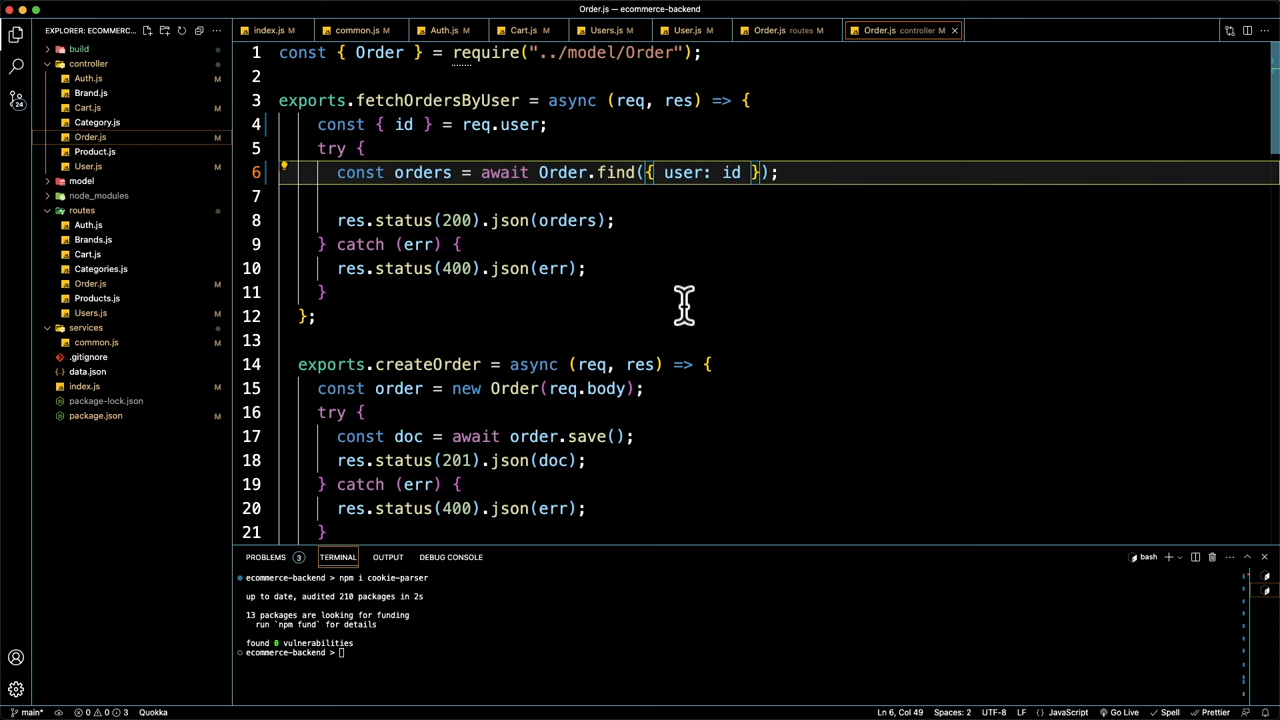 Order.js — ecommerce-backend
EXPLORER: ECOMMERC...
index.js M
common.js M
Auth.js M
Cart.js M
Users.js M
User.js M
Order.js routes M
Order.js controller M
build
controller
Auth.js M
Brand.js
Cart.js M
Category.js
Order.js M
Product.js
User.js M
model
node_modules
routes
Auth.js
Brands.js
Cart.js
Categories.js
Order.js M
Products.js
Users.js M
services
common.js M
.gitignore
data.json
index.js M
package-lock.json
package.json M
24
1 const { Order } = require("../model/Order");
2
3 exports.fetchOrdersByUser = async (req, res) => {
4 const { id } = req.user;
5 try {
6 const orders = await Order.find({ user: id });
7
8 res.status(200).json(orders);
9 } catch (err) {
10 res.status(400).json(err);
11 }
12 };
13
14 exports.createOrder = async (req, res) => {
15 const order = new Order(req.body);
16 try {
17 const doc = await order.save();
18 res.status(201).json(doc);
19 } catch (err) {
20 res.status(400).json(err);
21 }
PROBLEMS 3 TERMINAL OUTPUT DEBUG CONSOLE bash
ecommerce-backend > npm i cookie-parser
up to date, audited 210 packages in 2s
13 packages are looking for funding
run `npm fund` for details
found 0 vulnerabilities
ecommerce-backend >
main* 0 0 3 Quokka Ln 6, Col 49 Spaces: 2 UTF-8 LF {} JavaScript Go Live Spell Prettier